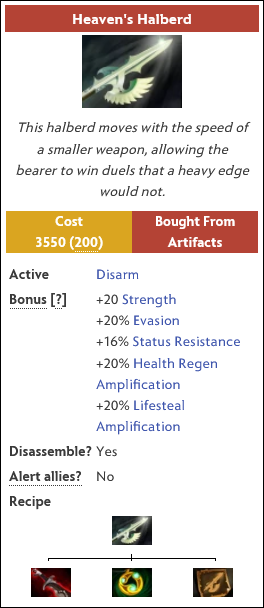 Heaven's Halberd
This halberd moves with the speed of
a smaller weapon, allowing the
bearer to win duels that a heavy edge
would not.
Cost Bought From
3550 (200) Artifacts
Active Disarm
Bonus [?] +20 Strength
+20% Evasion
+16% Status Resistance
+20% Health Regen
Amplification
+20% Lifesteal
Amplification
Disassemble? Yes
Alert allies? No
Recipe